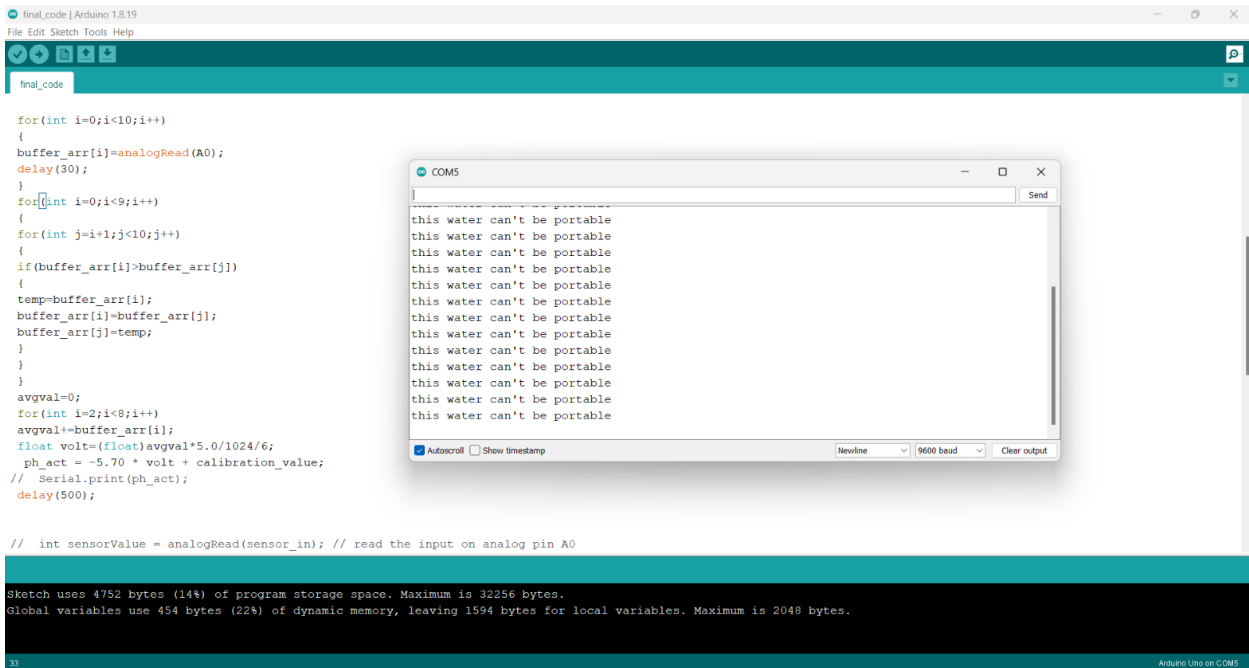 final_code | Arduino 1.8.19
File Edit Sketch Tools Help
final_code
for(int i=0;i<10;i++)
{
buffer_arr[i]=analogRead(A0);
delay(30);
}
for(int i=0;i<9;i++)
{
for(int j=i+1;j<10;j++)
{
if(buffer_arr[i]>buffer_arr[j])
{
temp=buffer_arr[i];
buffer_arr[i]=buffer_arr[j];
buffer_arr[j]=temp;
}
}
}
avgval=0;
for(int i=2;i<8;i++)
avgval+=buffer_arr[i];
float volt=(float)avgval*5.0/1024/6;
ph_act = -5.70 * volt + calibration_value;
// Serial.print(ph_act);
delay(500);
// int sensorValue = analogRead(sensor_in); // read the input on analog pin A0
COM5
Send
this water can't be portable
this water can't be portable
this water can't be portable
this water can't be portable
this water can't be portable
this water can't be portable
this water can't be portable
this water can't be portable
this water can't be portable
this water can't be portable
this water can't be portable
this water can't be portable
this water can't be portable
Autoscroll Show timestamp Newline 9600 baud Clear output
Sketch uses 4752 bytes (14%) of program storage space. Maximum is 32256 bytes.
Global variables use 454 bytes (22%) of dynamic memory, leaving 1594 bytes for local variables. Maximum is 2048 bytes.
33 Arduino Uno on COM5